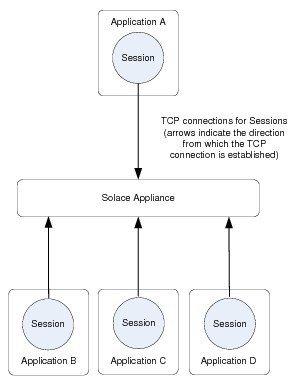 Application A
Session
TCP connections for Sessions
(arrows indicate the direction
from which the TCP
connection is established)
Solace Appliance
Session
Session
Session
Application B
Application C
Application D